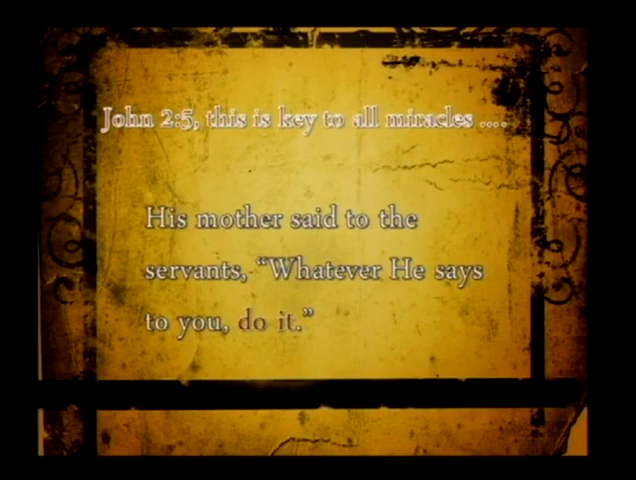 John 2:5, this is key to all miracles ....
His mother said to the
servants, “Whatever He says
to you, do it.”